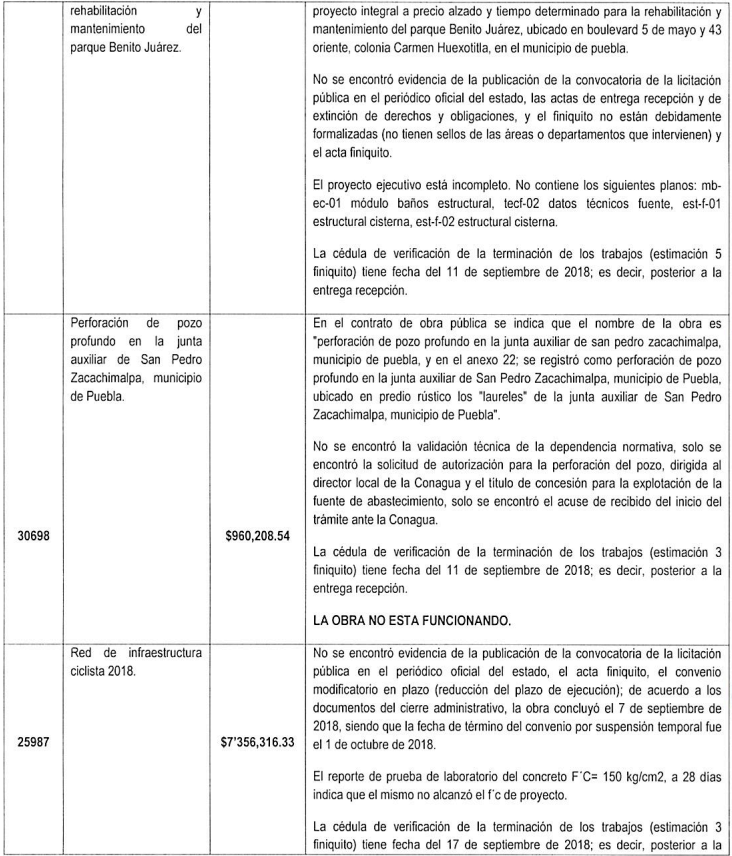 rehabilitación y
mantenimiento del
parque Benito Juárez.
proyecto integral a precio alzado y tiempo determinado para la rehabilitación y
mantenimiento del parque Benito Juárez, ubicado en boulevard 5 de mayo y 43
oriente, colonia Carmen Huexotitla, en el municipio de puebla.
No se encontró evidencia de la publicación de la convocatoria de la licitación
pública en el periódico oficial del estado, las actas de entrega recepción y de
extinción de derechos y obligaciones, y el finiquito no están debidamente
formalizadas (no tienen sellos de las áreas o departamentos que intervienen) y
el acta finiquito.
El proyecto ejecutivo está incompleto. No contiene los siguientes planos: mb-
ec-01 módulo baños estructural, tecf-02 datos técnicos fuente, est-f-01
estructural cisterna, est-f-02 estructural cisterna.
La cédula de verificación de la terminación de los trabajos (estimación 5
finiquito) tiene fecha del 11 de septiembre de 2018; es decir, posterior a la
entrega recepción.
30698
Perforación de pozo
profundo en la junta
auxiliar de San Pedro
Zacachimalpa, municipio
de Puebla.
$960,208.54
En el contrato de obra pública se indica que el nombre de la obra es
"perforación de pozo profundo en la junta auxiliar de san pedro zacachimalpa,
municipio de puebla, y en el anexo 22; se registró como perforación de pozo
profundo en la junta auxiliar de San Pedro Zacachimalpa, municipio de Puebla,
ubicado en predio rústico los "laureles" de la junta auxiliar de San Pedro
Zacachimalpa, municipio de Puebla".
No se encontró la validación técnica de la dependencia normativa, solo se
encontró la solicitud de autorización para la perforación del pozo, dirigida al
director local de la Conagua y el titulo de concesión para la explotación de la
fuente de abastecimiento, solo se encontró el acuse de recibido del inicio del
trámite ante la Conagua.
La cédula de verificación de la terminación de los trabajos (estimación 3
finiquito) tiene fecha del 11 de septiembre de 2018; es decir, posterior a la
entrega recepción.
LA OBRA NO ESTA FUNCIONANDO.
25987
Red de infraestructura
ciclista 2018.
$7'356,316.33
No se encontró evidencia de la publicación de la convocatoria de la licitación
pública en el periódico oficial del estado, el acta finiquito, el convenio
modificatorio en plazo (reducción del plazo de ejecución); de acuerdo a los
documentos del cierre administrativo, la obra concluyó el 7 de septiembre de
2018, siendo que la fecha de término del convenio por suspensión temporal fue
el 1 de octubre de 2018.
El reporte de prueba de laboratorio del concreto F´C= 150 kg/cm2, a 28 días
indica que el mismo no alcanzó el f´c de proyecto.
La cédula de verificación de la terminación de los trabajos (estimación 3
finiquito) tiene fecha del 17 de septiembre de 2018; es decir, posterior a la